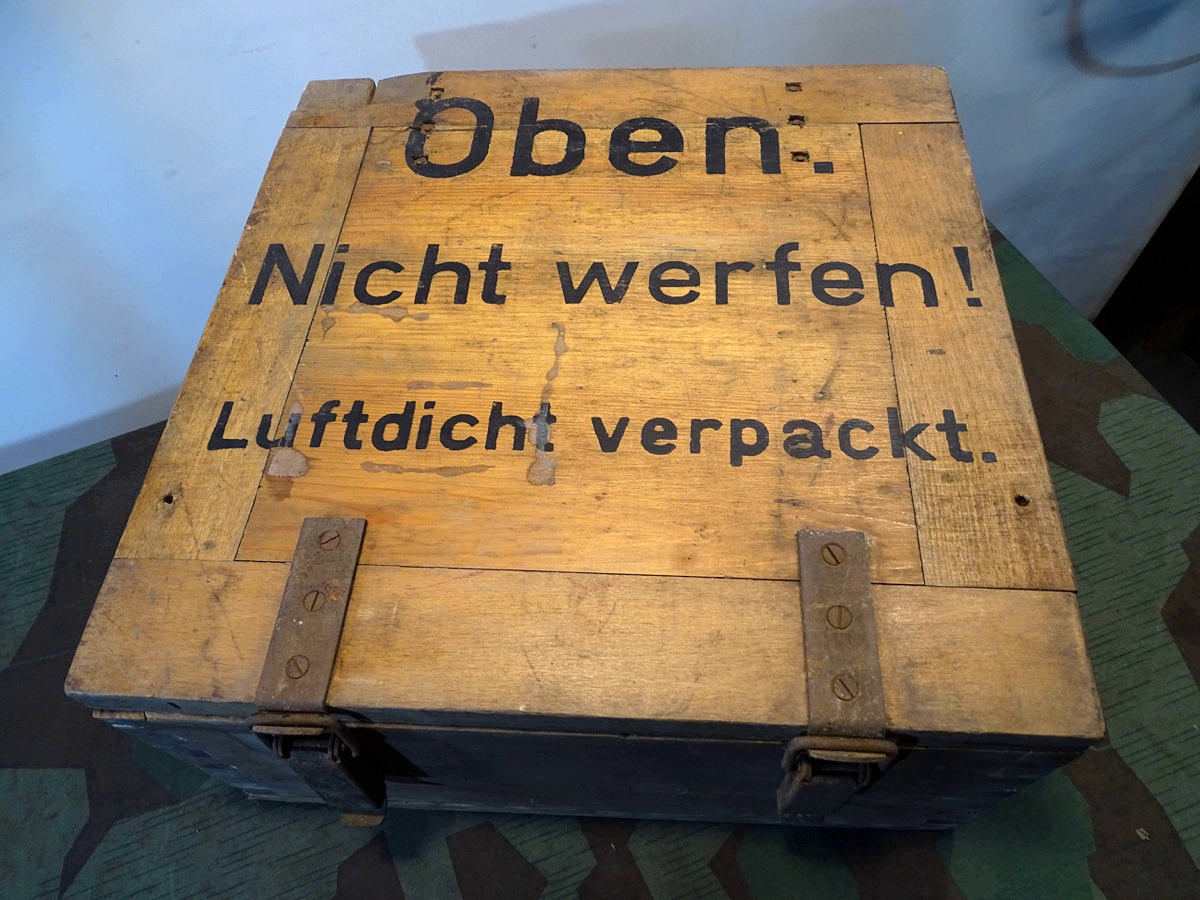 Oben.
Nicht werfen!
Luftdicht verpackt.